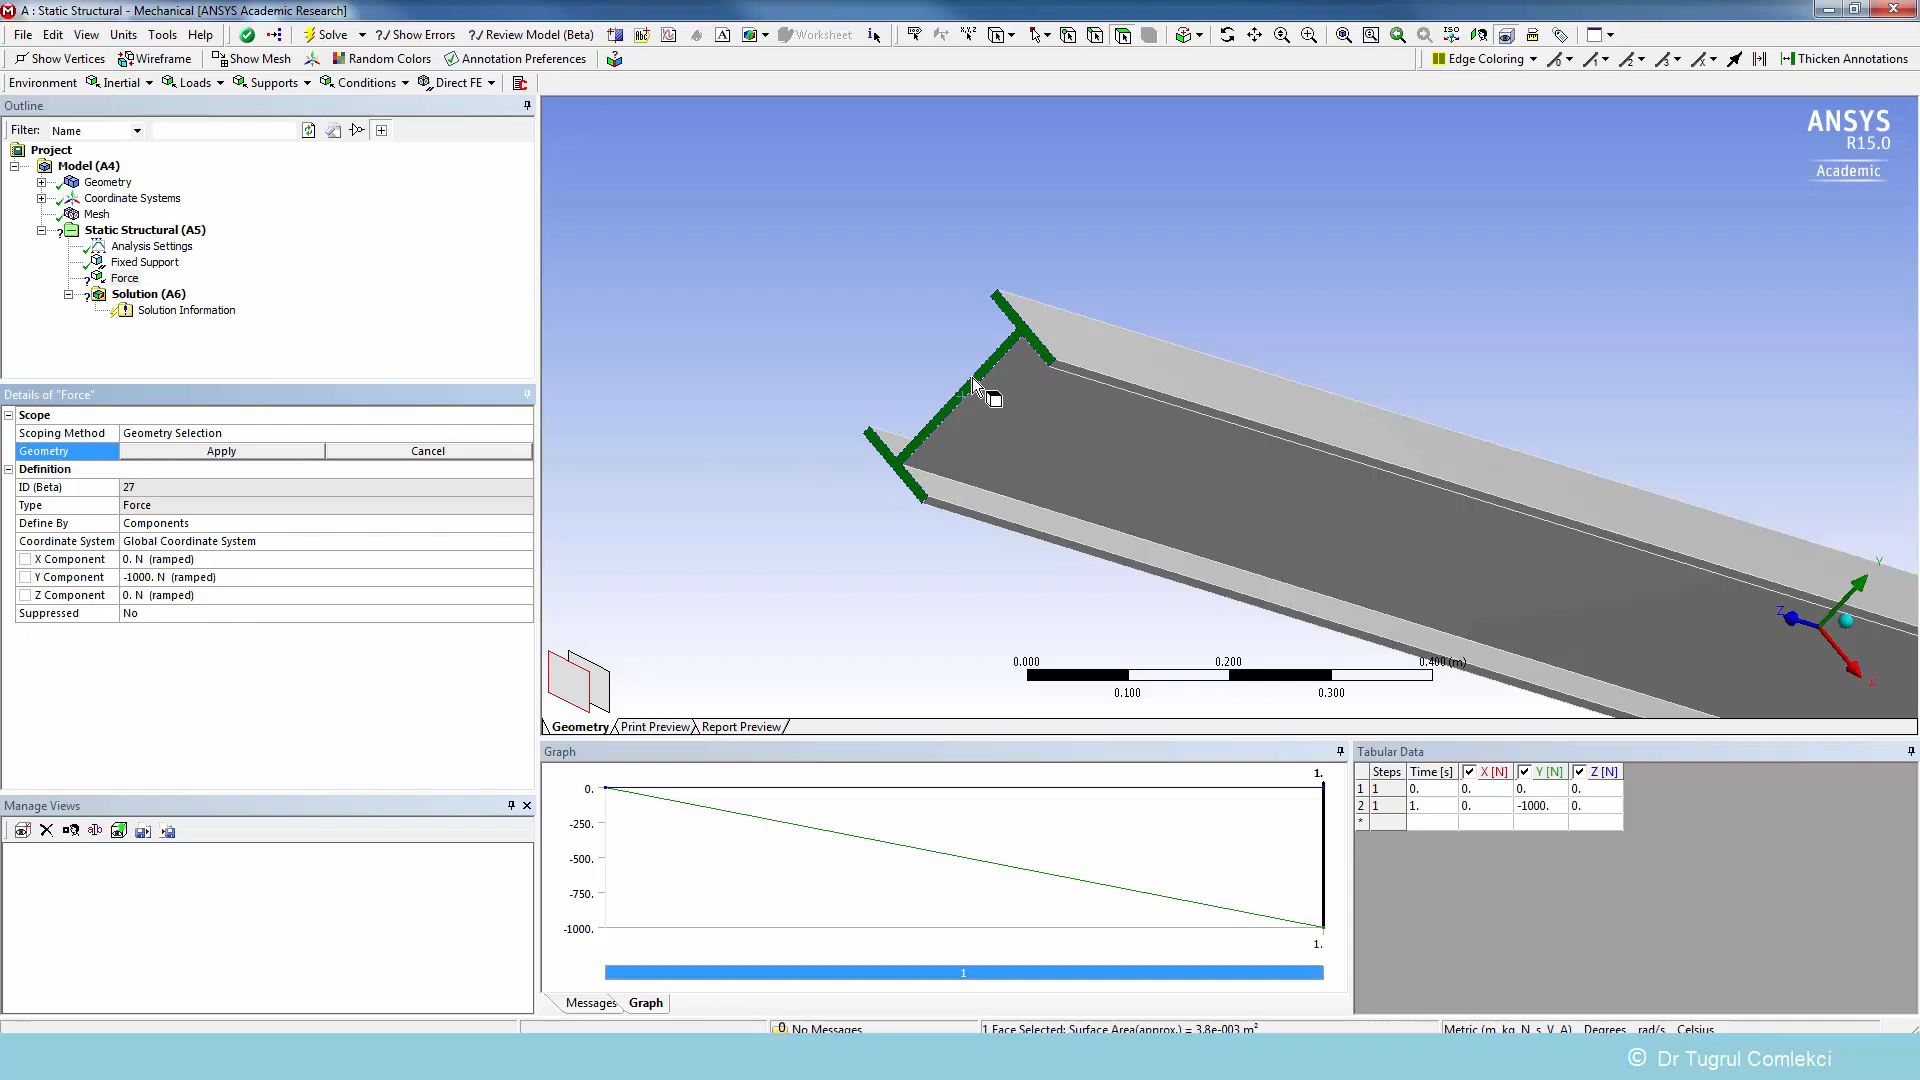 A : Static Structural - Mechanical [ANSYS Academic Research]
File Edit View Units Tools Help Solve ?/ Show Errors ?/ Review Model (Beta) Worksheet
Show Vertices Wireframe Show Mesh Random Colors Annotation Preferences Edge Coloring Thicken Annotations
Environment Inertial Loads Supports Conditions Direct FE
Outline
Filter: Name
Project
Model (A4)
Geometry
Coordinate Systems
Mesh
Static Structural (A5)
Analysis Settings
Fixed Support
Force
Solution (A6)
Solution Information
Details of "Force"
Scope
Scoping Method Geometry Selection
Geometry Apply Cancel
Definition
ID (Beta) 27
Type Force
Define By Components
Coordinate System Global Coordinate System
X Component 0. N (ramped)
Y Component -1000. N (ramped)
Z Component 0. N (ramped)
Suppressed No
Manage Views
ANSYS
R15.0
Academic
Y
Z
X
0.000 0.200 0.400 (m)
0.100 0.300
Geometry Print Preview Report Preview
Graph
1.
0.
-250.
-500.
-750.
-1000.
1.
1
Messages Graph
Tabular Data
Steps Time [s] X [N] Y [N] Z [N]
1 1 0. 0. 0. 0.
2 1 1. 0. -1000. 0.
*
0 No Messages 1 Face Selected: Surface Area(approx.) = 3.8e-003 m² Metric (m, kg, N, s, V, A) Degrees rad/s Celsius
© Dr Tugrul Comlekci